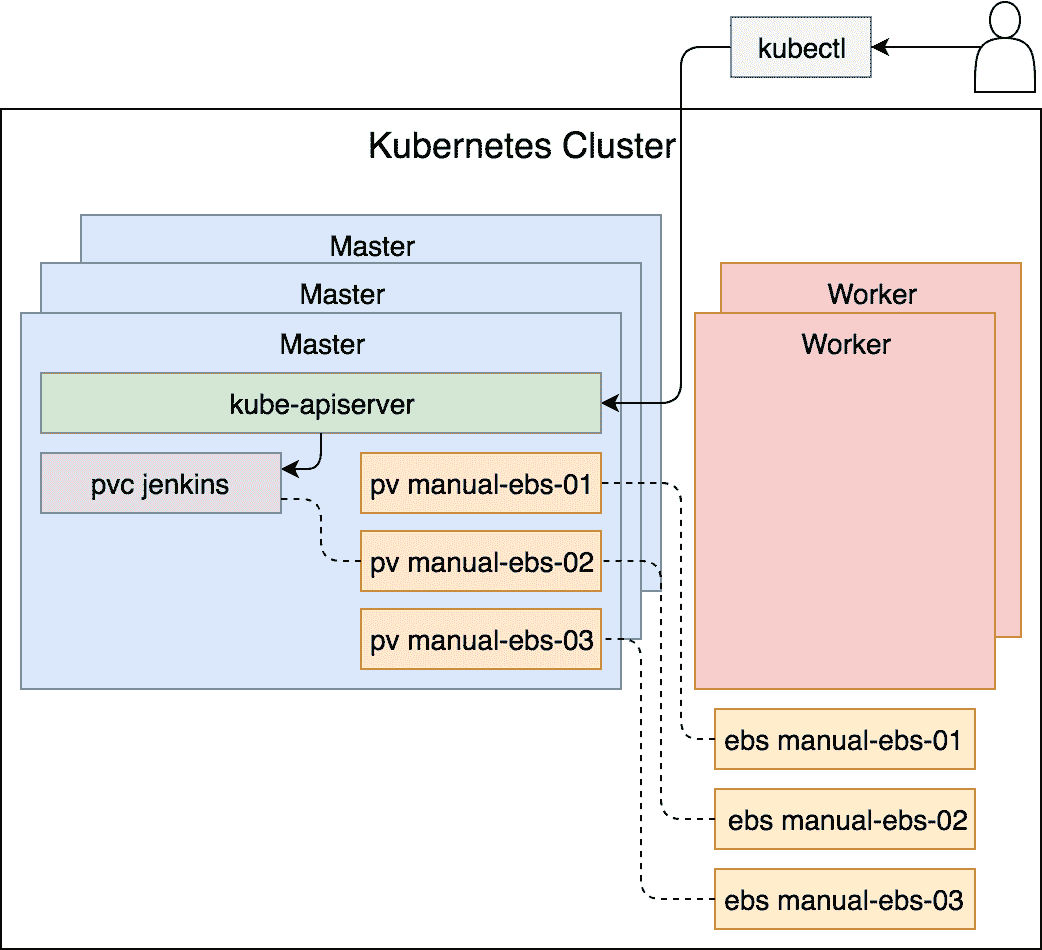 kubectl
Kubernetes Cluster
Master
Master
Master
Worker
Worker
kube-apiserver
pvc jenkins
pv manual-ebs-01
pv manual-ebs-02
pv manual-ebs-03
ebs manual-ebs-01
ebs manual-ebs-02
ebs manual-ebs-03